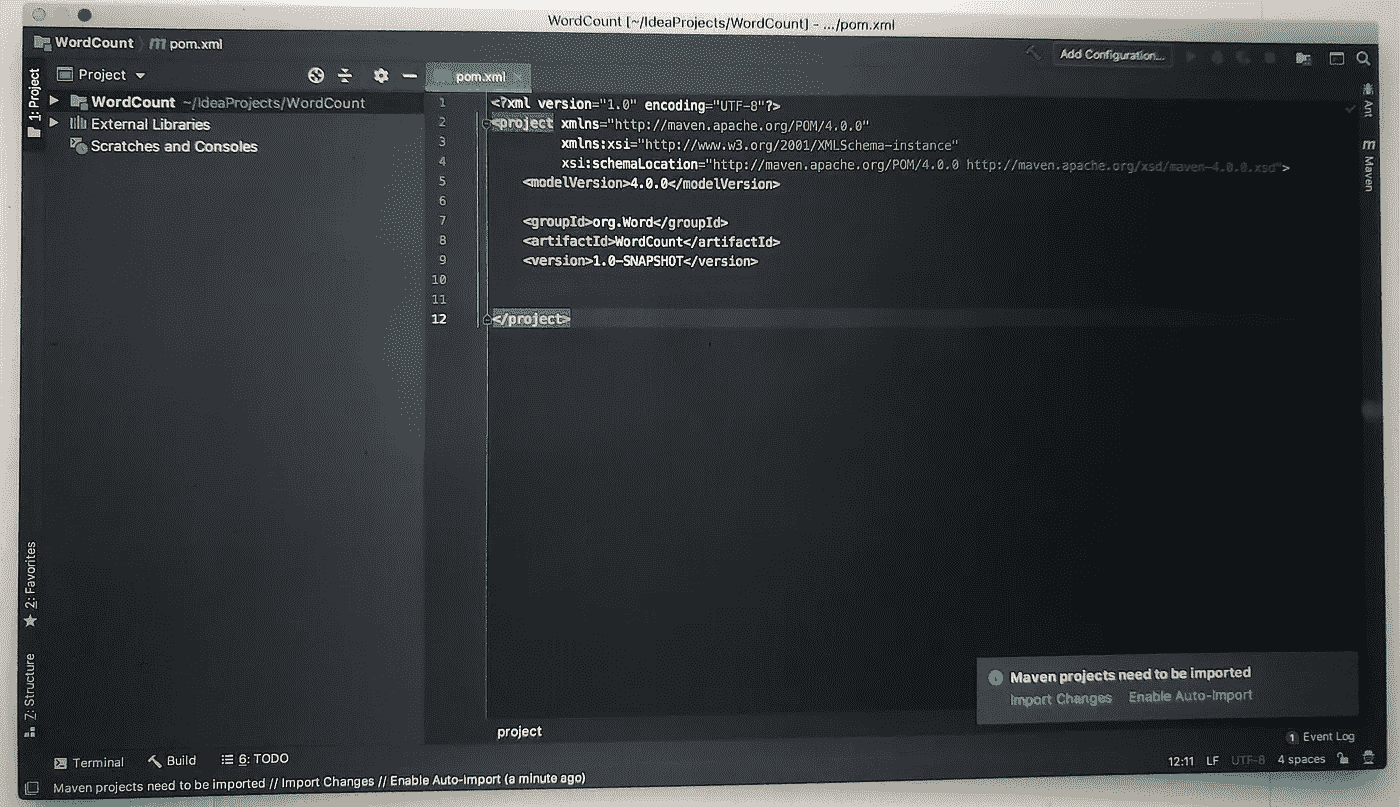 WordCount [~/IdeaProjects/WordCount] - .../pom.xml
WordCount
pom.xml
Add Configuration...
1: Project
Project
pom.xml
WordCount ~/IdeaProjects/WordCount
External Libraries
Scratches and Consoles
1 <?xml version="1.0" encoding="UTF-8"?>
2 <project xmlns="http://maven.apache.org/POM/4.0.0"
3 xmlns:xsi="http://www.w3.org/2001/XMLSchema-instance"
4 xsi:schemaLocation="http://maven.apache.org/POM/4.0.0 http://maven.apache.org/xsd/maven-4.0.0.xsd">
5 <modelVersion>4.0.0</modelVersion>
6
7 <groupId>org.Word</groupId>
8 <artifactId>WordCount</artifactId>
9 <version>1.0-SNAPSHOT</version>
10
11
12 </project>
Ant
m Maven
2: Favorites
7: Structure
Maven projects need to be imported
Import Changes Enable Auto-Import
project
1 Event Log
Terminal Build 6: TODO
12:11 LF UTF-8 4 spaces
Maven projects need to be imported // Import Changes // Enable Auto-Import (a minute ago)